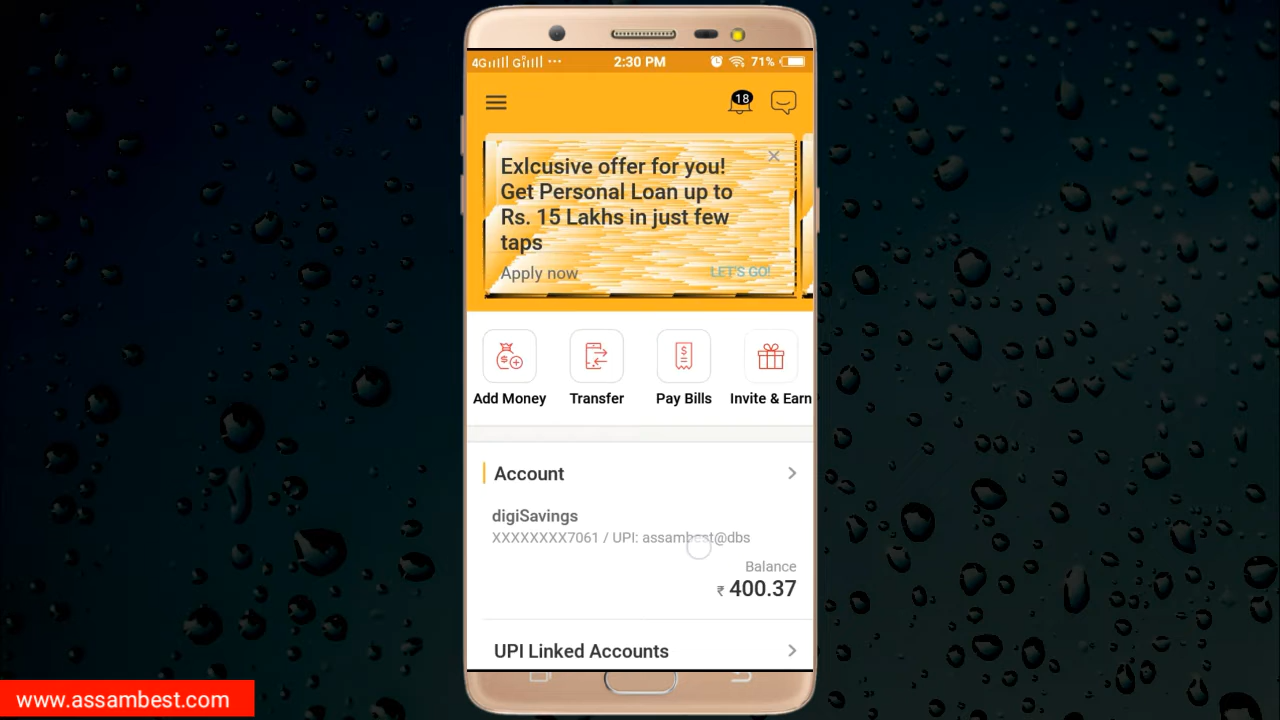 4G G 2:30 PM 71%
18
Exlcusive offer for you!
Get Personal Loan up to
Rs. 15 Lakhs in just few
taps
Apply now LET'S GO!
Add Money Transfer Pay Bills Invite & Earn
Account
digiSavings
XXXXXXXX7061 / UPI: assambest@dbs
Balance
₹ 400.37
UPI Linked Accounts
www.assambest.com